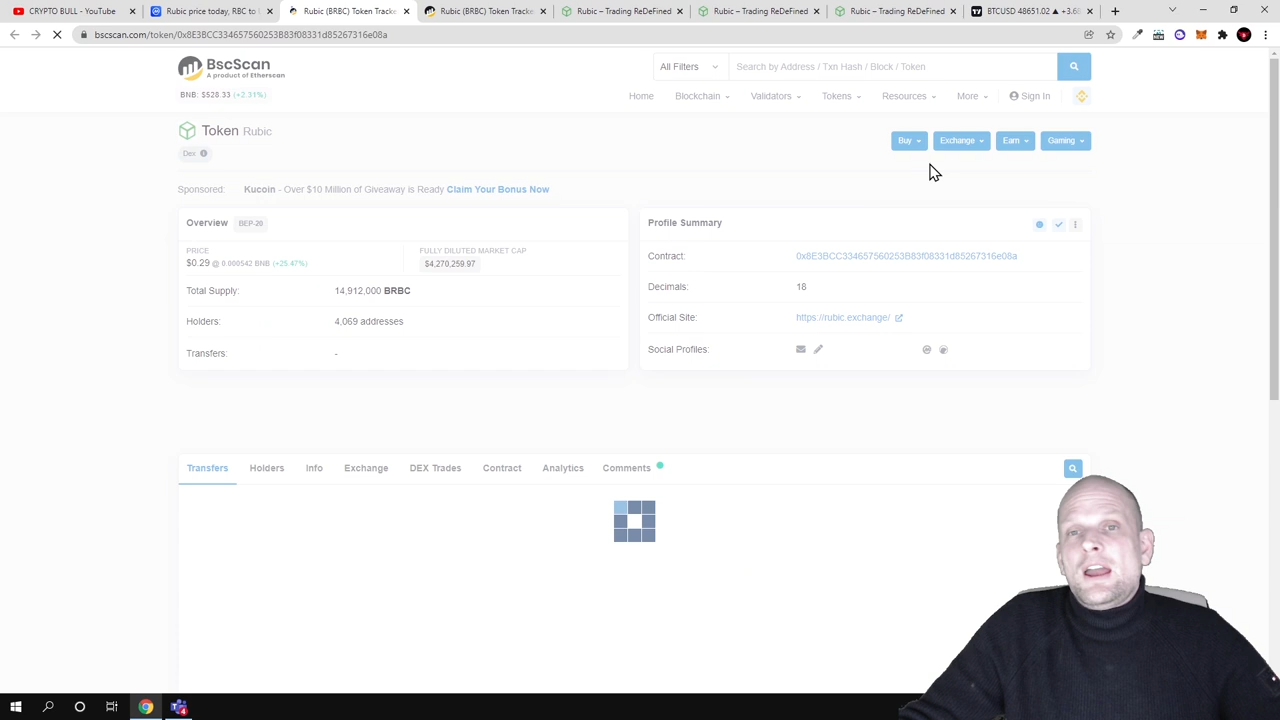 CRYPTO BULL - YouTube
Rubic price today, RBC to
Rubic (BRBC) Token Tracke
Rubic (BRBC) Token Tracke
Rubic – Trading ReDefined
Rubic – Trading ReDefined
Rubic – Trading ReDefined
BTCUSD 48651.02 ▲ +3.68
bscscan.com/token/0x8E3BCC334657560253B83f08331d85267316e08a
BscScan
A product of Etherscan
All Filters
Search by Address / Txn Hash / Block / Token
BNB: $528.33 (+2.31%)
Home
Blockchain
Validators
Tokens
Resources
More
Sign In
Token Rubic
Buy
Exchange
Earn
Gaming
Dex
Sponsored: Kucoin - Over $10 Million of Giveaway is Ready Claim Your Bonus Now
Overview BEP-20
PRICE
$0.29 @ 0.000542 BNB (+25.47%)
FULLY DILUTED MARKET CAP
$4,270,259.97
Total Supply: 14,912,000 BRBC
Holders: 4,069 addresses
Transfers: -
Profile Summary
Contract: 0x8E3BCC334657560253B83f08331d85267316e08a
Decimals: 18
Official Site: https://rubic.exchange/
Social Profiles:
Transfers
Holders
Info
Exchange
DEX Trades
Contract
Analytics
Comments